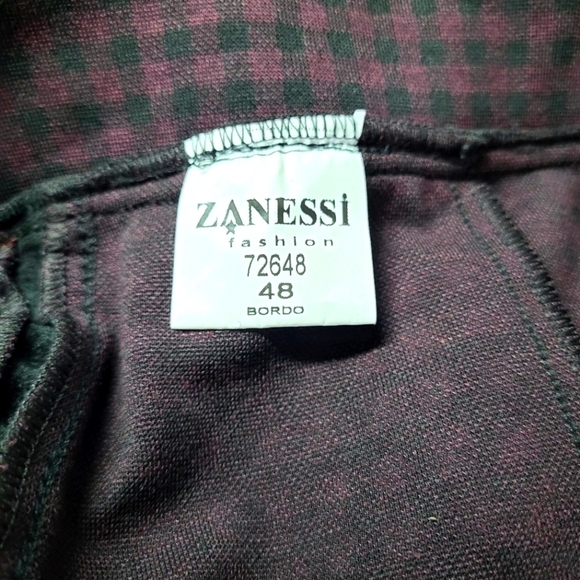 ZANESSİ
fashion
72648
48
BORDO